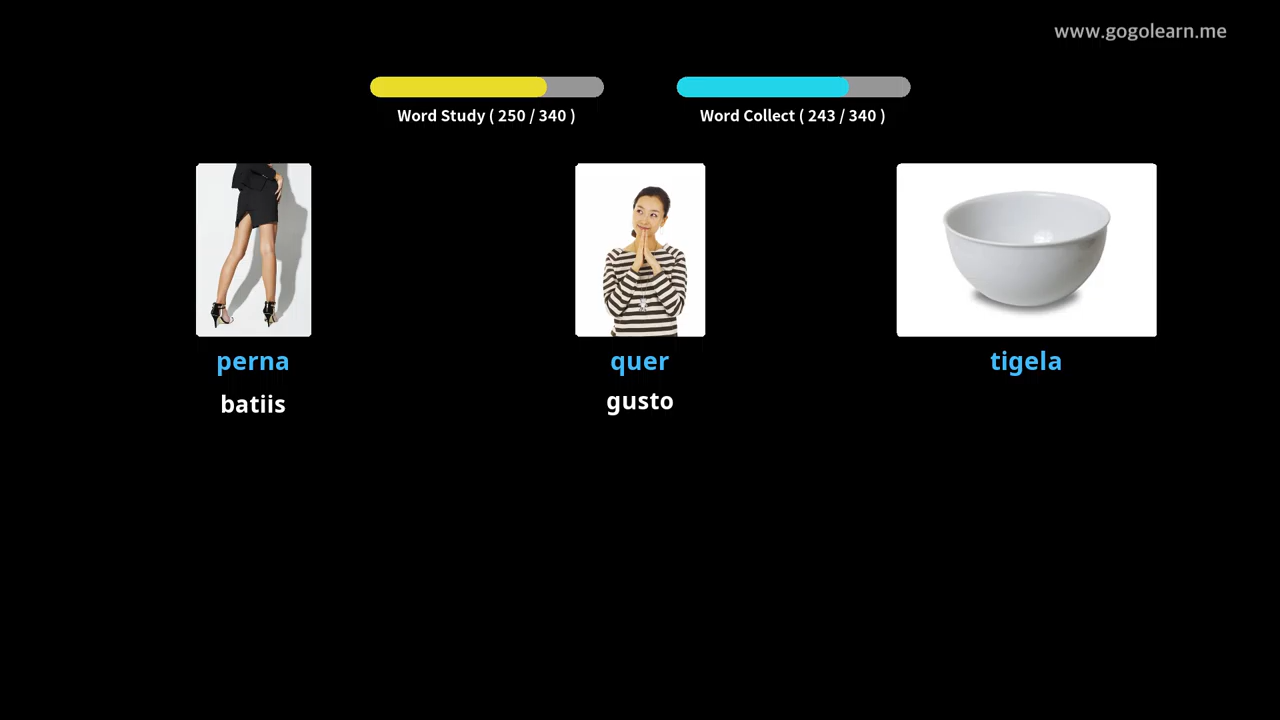 www.gogolearn.me
Word Study ( 250 / 340 )
Word Collect ( 243 / 340 )
perna
batiis
quer
gusto
tigela